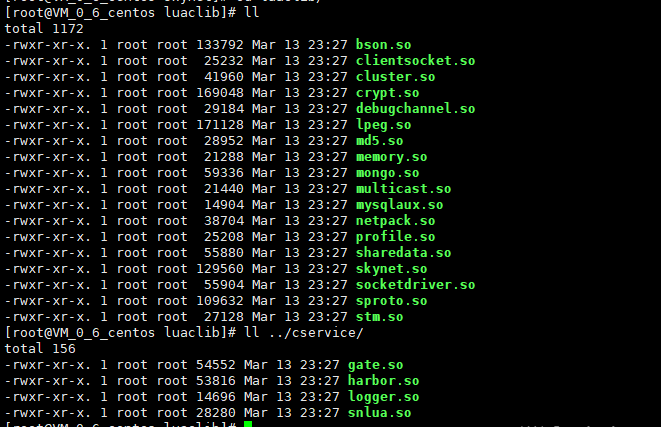 [root@VM_0_6_centos luaclib]# ll
total 1172
-rwxr-xr-x. 1 root root 133792 Mar 13 23:27 bson.so
-rwxr-xr-x. 1 root root  25232 Mar 13 23:27 clientsocket.so
-rwxr-xr-x. 1 root root  41960 Mar 13 23:27 cluster.so
-rwxr-xr-x. 1 root root 169048 Mar 13 23:27 crypt.so
-rwxr-xr-x. 1 root root  29184 Mar 13 23:27 debugchannel.so
-rwxr-xr-x. 1 root root 171128 Mar 13 23:27 lpeg.so
-rwxr-xr-x. 1 root root  28952 Mar 13 23:27 md5.so
-rwxr-xr-x. 1 root root  21288 Mar 13 23:27 memory.so
-rwxr-xr-x. 1 root root  59336 Mar 13 23:27 mongo.so
-rwxr-xr-x. 1 root root  21440 Mar 13 23:27 multicast.so
-rwxr-xr-x. 1 root root  14904 Mar 13 23:27 mysqlaux.so
-rwxr-xr-x. 1 root root  38704 Mar 13 23:27 netpack.so
-rwxr-xr-x. 1 root root  25208 Mar 13 23:27 profile.so
-rwxr-xr-x. 1 root root  55880 Mar 13 23:27 sharedata.so
-rwxr-xr-x. 1 root root 129560 Mar 13 23:27 skynet.so
-rwxr-xr-x. 1 root root  55904 Mar 13 23:27 socketdriver.so
-rwxr-xr-x. 1 root root 109632 Mar 13 23:27 sproto.so
-rwxr-xr-x. 1 root root  27128 Mar 13 23:27 stm.so
[root@VM_0_6_centos luaclib]# ll ../cservice/
total 156
-rwxr-xr-x. 1 root root 54552 Mar 13 23:27 gate.so
-rwxr-xr-x. 1 root root 53816 Mar 13 23:27 harbor.so
-rwxr-xr-x. 1 root root 14696 Mar 13 23:27 logger.so
-rwxr-xr-x. 1 root root 28280 Mar 13 23:27 snlua.so
[root@VM_0_6_centos luaclib]#